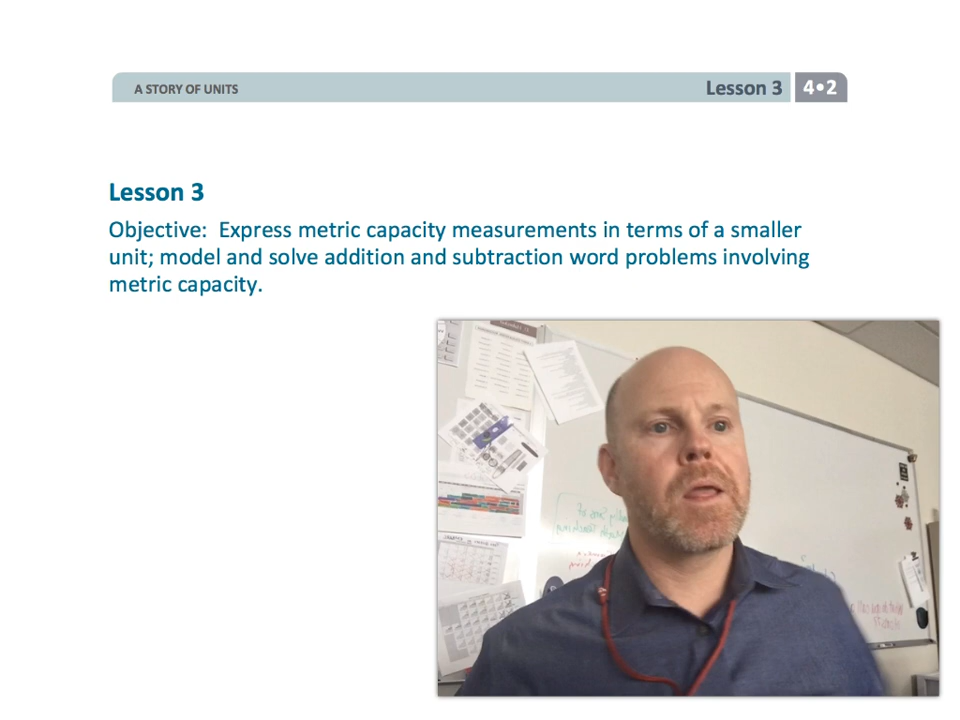 A STORY OF UNITS
Lesson 3
4•2
Lesson 3
Objective: Express metric capacity measurements in terms of a smaller
unit; model and solve addition and subtraction word problems involving
metric capacity.